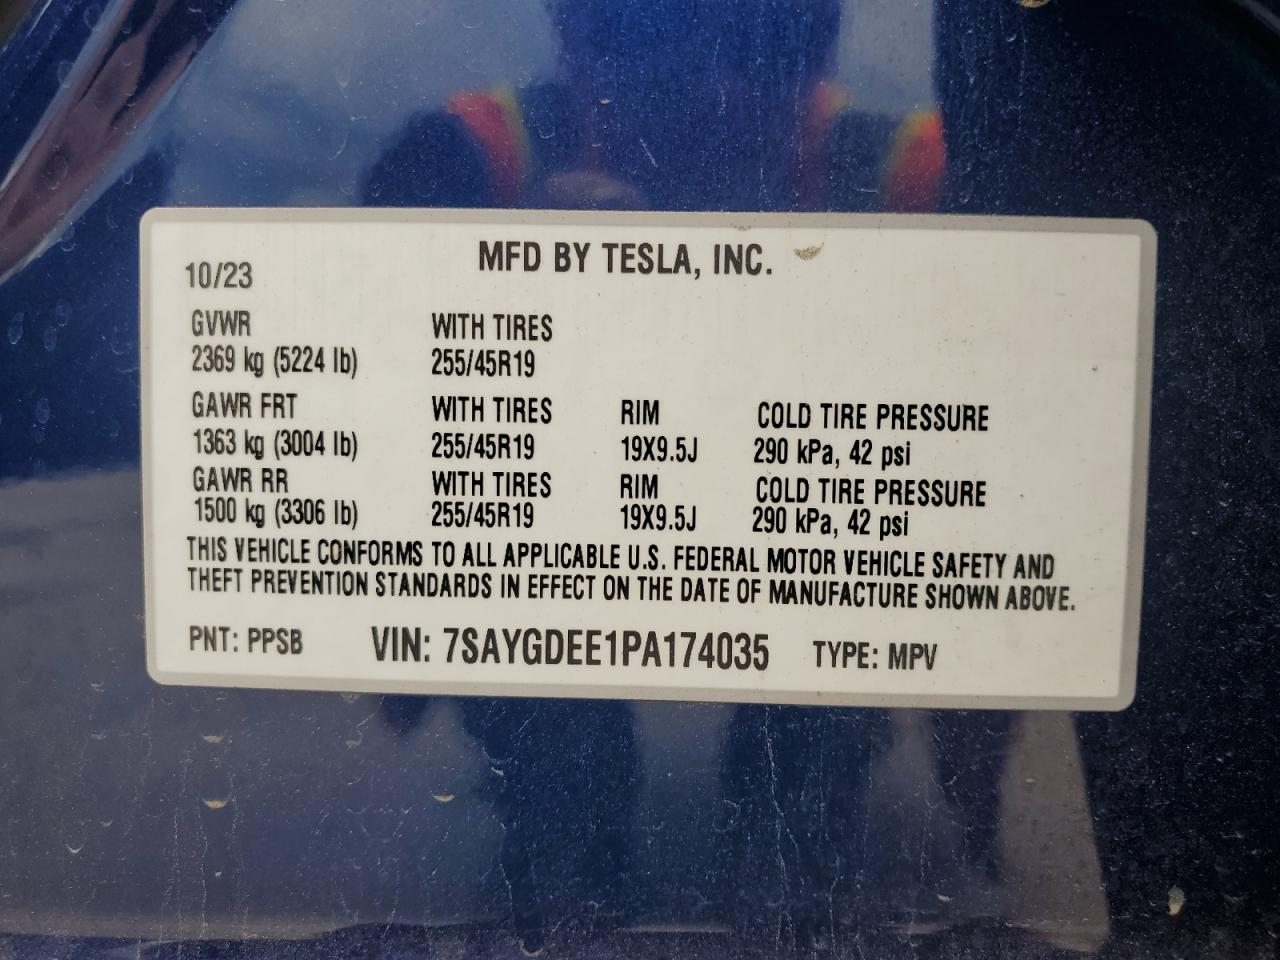 MFD BY TESLA, INC.
10/23
GVWR WITH TIRES
2369 kg (5224 lb) 255/45R19
GAWR FRT WITH TIRES RIM COLD TIRE PRESSURE
1363 kg (3004 lb) 255/45R19 19X9.5J 290 kPa, 42 psi
GAWR RR WITH TIRES RIM COLD TIRE PRESSURE
1500 kg (3306 lb) 255/45R19 19X9.5J 290 kPa, 42 psi
THIS VEHICLE CONFORMS TO ALL APPLICABLE U.S. FEDERAL MOTOR VEHICLE SAFETY AND
THEFT PREVENTION STANDARDS IN EFFECT ON THE DATE OF MANUFACTURE SHOWN ABOVE.
PNT: PPSB VIN: 7SAYGDEE1PA174035 TYPE: MPV